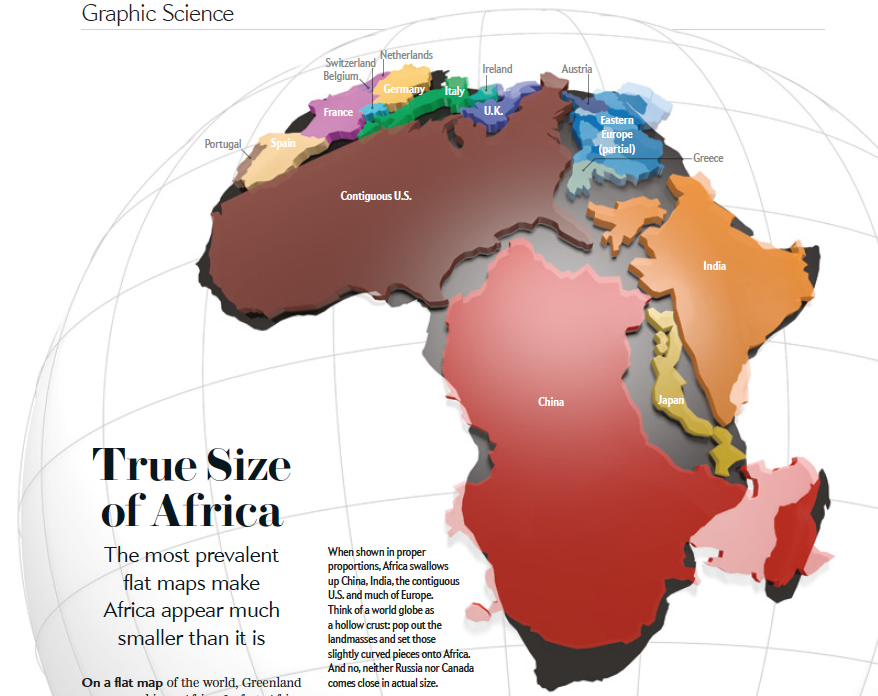 Graphic Science
Netherlands
Switzerland
Belgium
Ireland
Austria
Germany
Italy
France
U.K.
Eastern
Europe
(partial)
Portugal
Spain
Greece
Contiguous U.S.
India
China
Japan
True Size
of Africa
The most prevalent
flat maps make
Africa appear much
smaller than it is
On a flat map of the world, Greenland
When shown in proper
proportions, Africa swallows
up China, India, the contiguous
U.S. and much of Europe.
Think of a world globe as
a hollow crust: pop out the
landmasses and set those
slightly curved pieces onto Africa.
And no, neither Russia nor Canada
comes close in actual size.